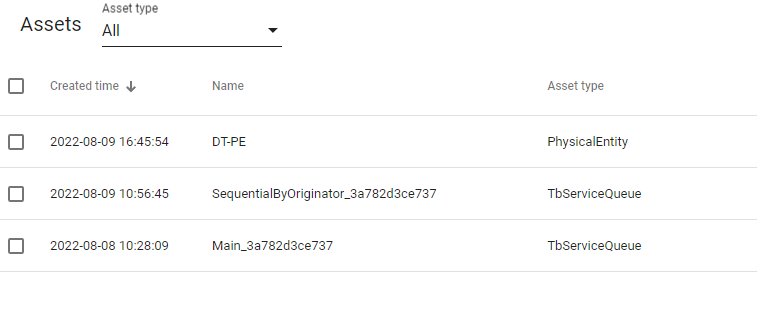 Assets
Asset type
All
Created time Name Asset type
2022-08-09 16:45:54 DT-PE PhysicalEntity
2022-08-09 10:56:45 SequentialByOriginator_3a782d3ce737 TbServiceQueue
2022-08-08 10:28:09 Main_3a782d3ce737 TbServiceQueue